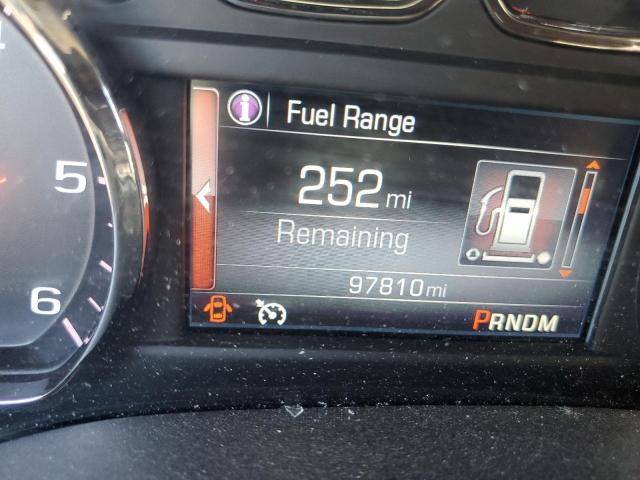 5
6
i Fuel Range
252 mi
Remaining
97810 mi
PRNDM